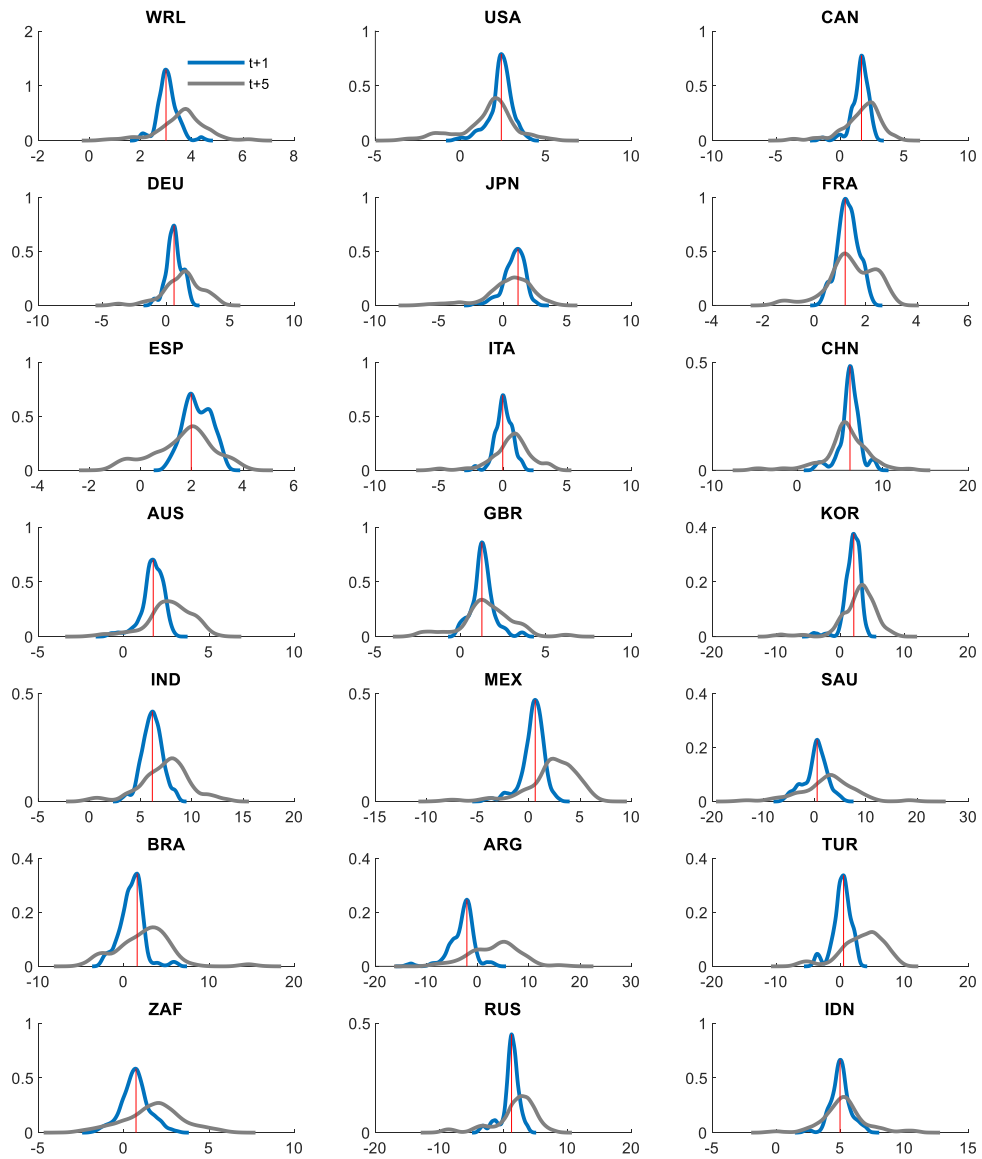 WRL USA CAN
2 1 1
t+1
1 0.5 0.5
t+5
0 0 0
-2 0 2 4 6 8 -5 0 5 10 -10 -5 0 5 10
DEU JPN FRA
1 1 1
0.5 0.5 0.5
0 0 0
-10 -5 0 5 10 -10 -5 0 5 10 -4 -2 0 2 4 6
ESP ITA CHN
1 1 0.5
0.5 0.5
0 0 0
-4 -2 0 2 4 6 -10 -5 0 5 10 -10 0 10 20
AUS GBR KOR
1 1 0.4
0.5 0.5 0.2
0 0 0
-5 0 5 10 -5 0 5 10 -20 -10 0 10 20
IND MEX SAU
0.5 0.5 0.4
0.2
0 0 0
-5 0 5 10 15 20 -15 -10 -5 0 5 10 -20 -10 0 10 20 30
BRA ARG TUR
0.4 0.4 0.4
0.2 0.2 0.2
0 0 0
-10 0 10 20 -20 -10 0 10 20 30 -20 -10 0 10 20
ZAF RUS IDN
1 0.5 1
0.5 0.5
0 0 0
-5 0 5 10 -20 -10 0 10 20 -5 0 5 10 15